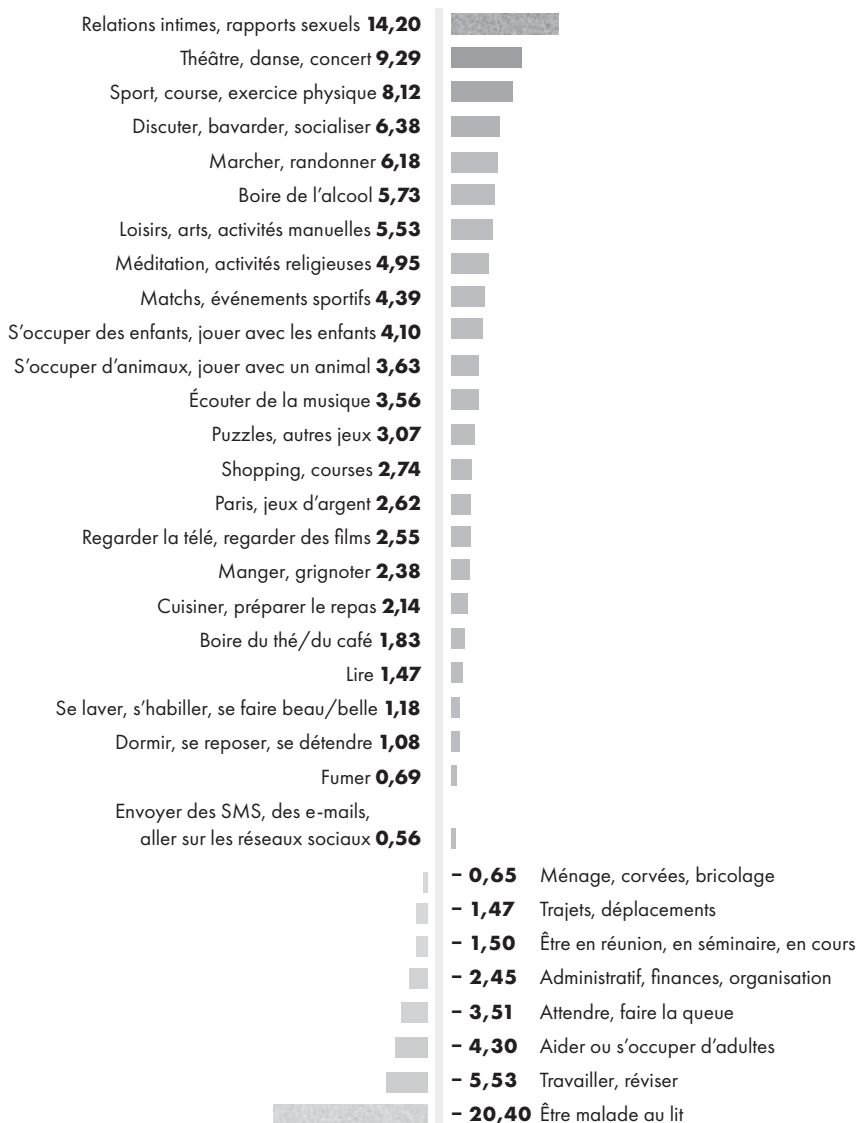 Relations intimes, rapports sexuels 14,20
Théâtre, danse, concert 9,29
Sport, course, exercice physique 8,12
Discuter, bavarder, socialiser 6,38
Marcher, randonner 6,18
Boire de l’alcool 5,73
Loisirs, arts, activités manuelles 5,53
Méditation, activités religieuses 4,95
Matchs, événements sportifs 4,39
S’occuper des enfants, jouer avec les enfants 4,10
S’occuper d’animaux, jouer avec un animal 3,63
Écouter de la musique 3,56
Puzzles, autres jeux 3,07
Shopping, courses 2,74
Paris, jeux d’argent 2,62
Regarder la télé, regarder des films 2,55
Manger, grignoter 2,38
Cuisiner, préparer le repas 2,14
Boire du thé/du café 1,83
Lire 1,47
Se laver, s’habiller, se faire beau/belle 1,18
Dormir, se reposer, se détendre 1,08
Fumer 0,69
Envoyer des SMS, des e-mails,
aller sur les réseaux sociaux 0,56
– 0,65 Ménage, corvées, bricolage
– 1,47 Trajets, déplacements
– 1,50 Être en réunion, en séminaire, en cours
– 2,45 Administratif, finances, organisation
– 3,51 Attendre, faire la queue
– 4,30 Aider ou s’occuper d’adultes
– 5,53 Travailler, réviser
– 20,40 Être malade au lit